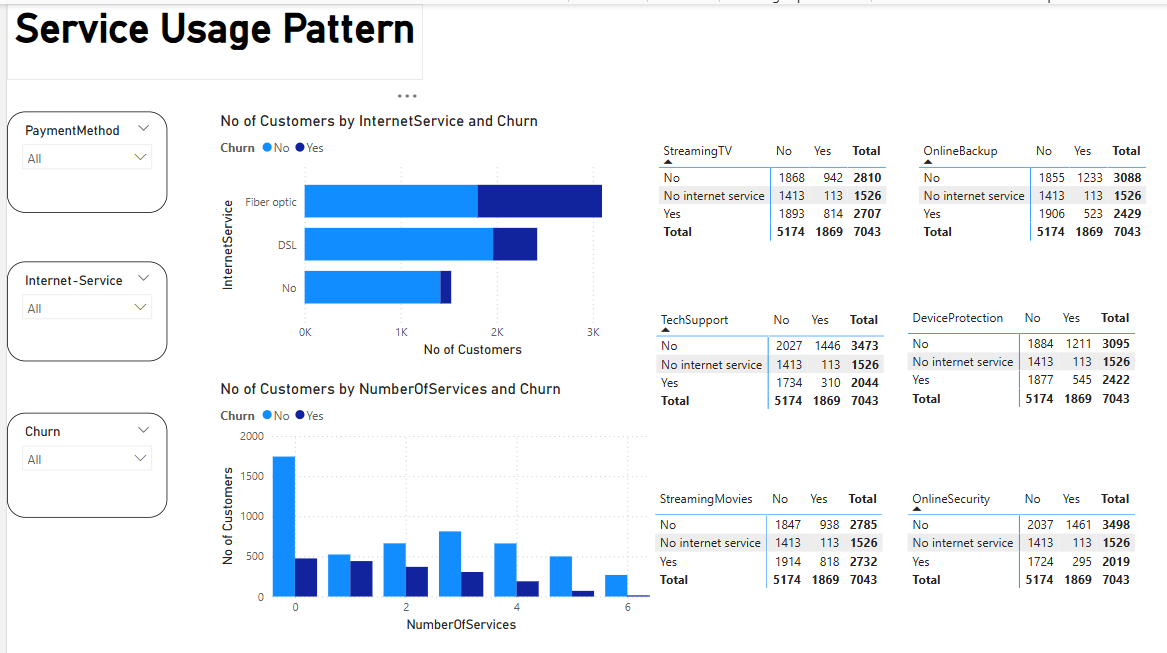 Service Usage Pattern
PaymentMethod
All
Internet-Service
All
Churn
All
No of Customers by InternetService and Churn
Churn No Yes
InternetService
Fiber optic
DSL
No
0K 1K 2K 3K
No of Customers
No of Customers by NumberOfServices and Churn
Churn No Yes
No of Customers
2000
1500
1000
500
0
0 2 4 6
NumberOfServices
StreamingTV No Yes Total
No 1868 942 2810
No internet service 1413 113 1526
Yes 1893 814 2707
Total 5174 1869 7043
OnlineBackup No Yes Total
No 1855 1233 3088
No internet service 1413 113 1526
Yes 1906 523 2429
Total 5174 1869 7043
TechSupport No Yes Total
No 2027 1446 3473
No internet service 1413 113 1526
Yes 1734 310 2044
Total 5174 1869 7043
DeviceProtection No Yes Total
No 1884 1211 3095
No internet service 1413 113 1526
Yes 1877 545 2422
Total 5174 1869 7043
StreamingMovies No Yes Total
No 1847 938 2785
No internet service 1413 113 1526
Yes 1914 818 2732
Total 5174 1869 7043
OnlineSecurity No Yes Total
No 2037 1461 3498
No internet service 1413 113 1526
Yes 1724 295 2019
Total 5174 1869 7043